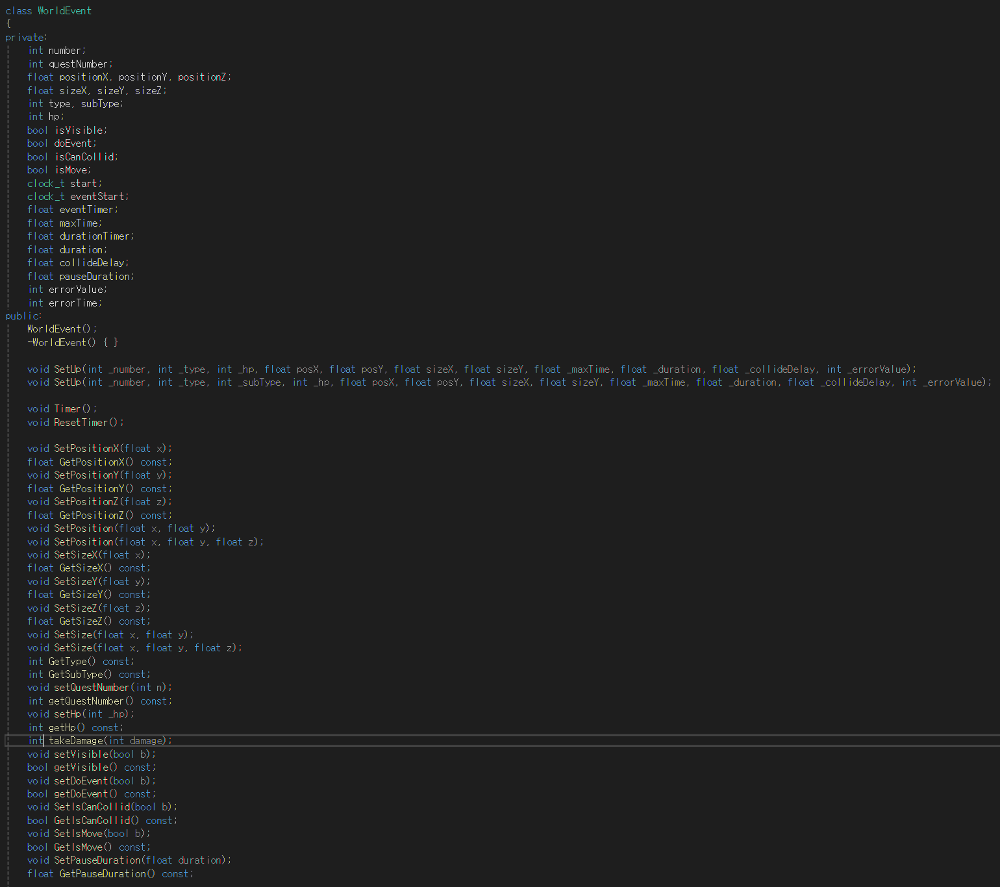 class WorldEvent
{
private:
int number;
int questNumber;
float positionX, positionY, positionZ;
float sizeX, sizeY, sizeZ;
int type, subType;
int hp;
bool isVisible;
bool doEvent;
bool isCanCollid;
bool isMove;
clock_t start;
clock_t eventStart;
float eventTimer;
float maxTime;
float durationTimer;
float duration;
float collideDelay;
float pauseDuration;
int errorValue;
int errorTime;
public:
WorldEvent();
~WorldEvent() { }
void SetUp(int _number, int _type, int _hp, float posX, float posY, float sizeX, float sizeY, float _maxTime, float _duration, float _collideDelay, int _errorValue);
void SetUp(int _number, int _type, int _subType, int _hp, float posX, float posY, float sizeX, float sizeY, float _maxTime, float _duration, float _collideDelay, int _errorValue);
void Timer();
void ResetTimer();
void SetPositionX(float x);
float GetPositionX() const;
void SetPositionY(float y);
float GetPositionY() const;
void SetPositionZ(float z);
float GetPositionZ() const;
void SetPosition(float x, float y);
void SetPosition(float x, float y, float z);
void SetSizeX(float x);
float GetSizeX() const;
void SetSizeY(float y);
float GetSizeY() const;
void SetSizeZ(float z);
float GetSizeZ() const;
void SetSize(float x, float y);
void SetSize(float x, float y, float z);
int GetType() const;
int GetSubType() const;
void setQuestNumber(int n);
int getQuestNumber() const;
void setHp(int _hp);
int getHp() const;
int takeDamage(int damage);
void setVisible(bool b);
bool getVisible() const;
void setDoEvent(bool b);
bool getDoEvent() const;
void SetIsCanCollid(bool b);
bool GetIsCanCollid() const;
void SetIsMove(bool b);
bool GetIsMove() const;
void SetPauseDuration(float duration);
float GetPauseDuration() const;